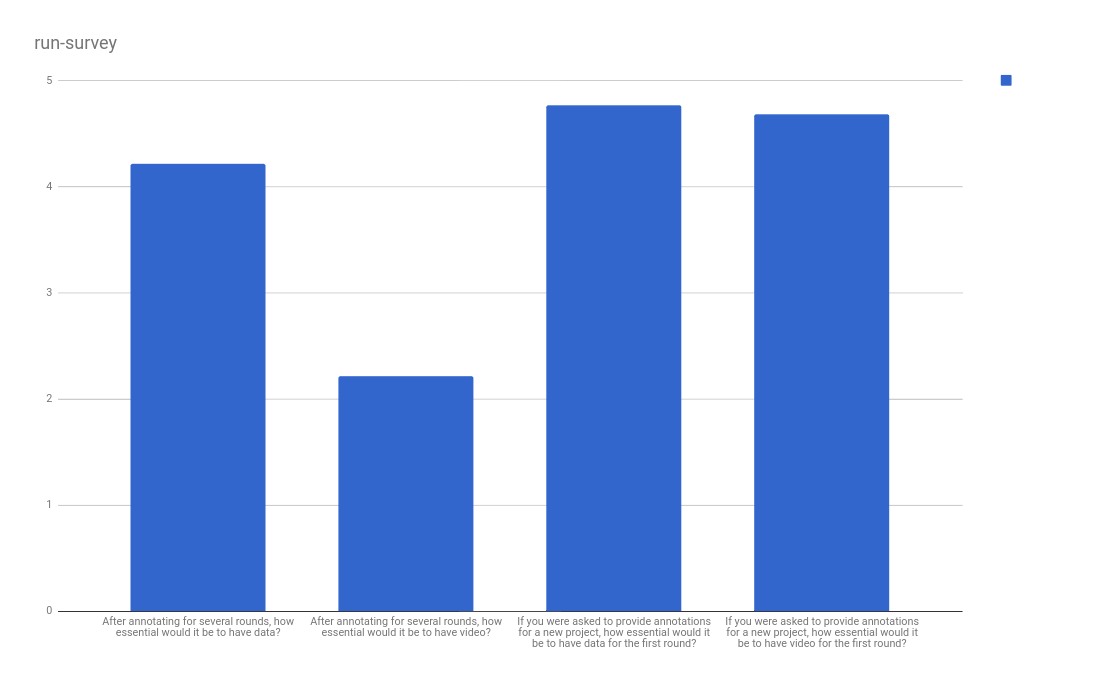 run-survey
5
4
3
2
1
0
After annotating for several rounds, how
essential would it be to have data?
After annotating for several rounds, how
essential would it be to have video?
If you were asked to provide annotations
for a new project, how essential would it
be to have data for the first round?
If you were asked to provide annotations
for a new project, how essential would it
be to have video for the first round?